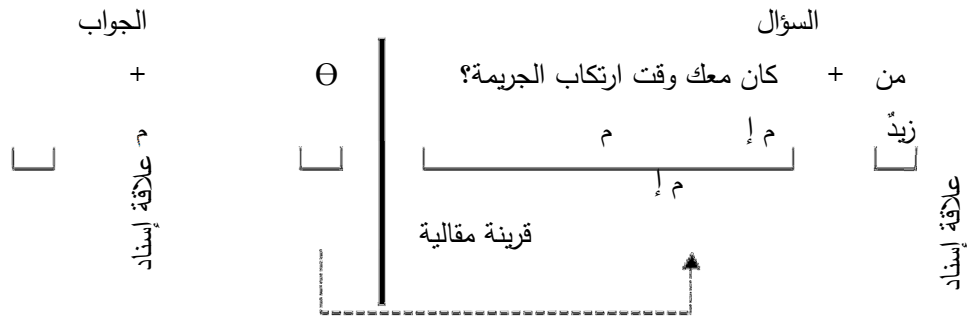 السؤال الجواب
من + كان معك وقت ارتكاب الجريمة؟ Ɵ +
زيدٌ م إ م م
م إ
علاقة إسناد علاقة إسناد
قرينة مقالية